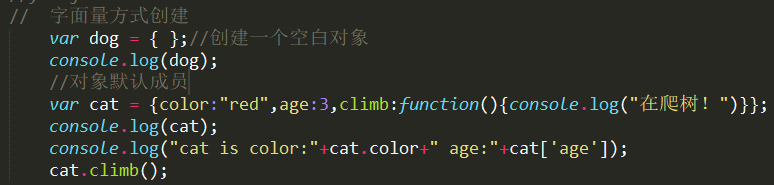 //  字面量方式创建
var dog = { };//创建一个空白对象
console.log(dog);
//对象默认成员
var cat = {color:"red",age:3,climb:function(){console.log("在爬树！")}};
console.log(cat);
console.log("cat is color:"+cat.color+" age:"+cat['age']);
cat.climb();